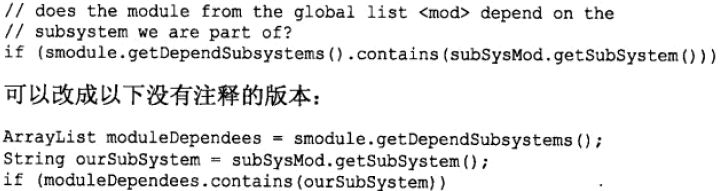 // does the module from the global list <mod> depend on the
// subsystem we are part of?
if (smodule.getDependSubsystems().contains(subSysMod.getSubSystem()))
可以改成以下没有注释的版本：
ArrayList moduleDependees = smodule.getDependSubsystems();
String ourSubSystem = subSysMod.getSubSystem();
if (moduleDependees.contains(ourSubSystem))